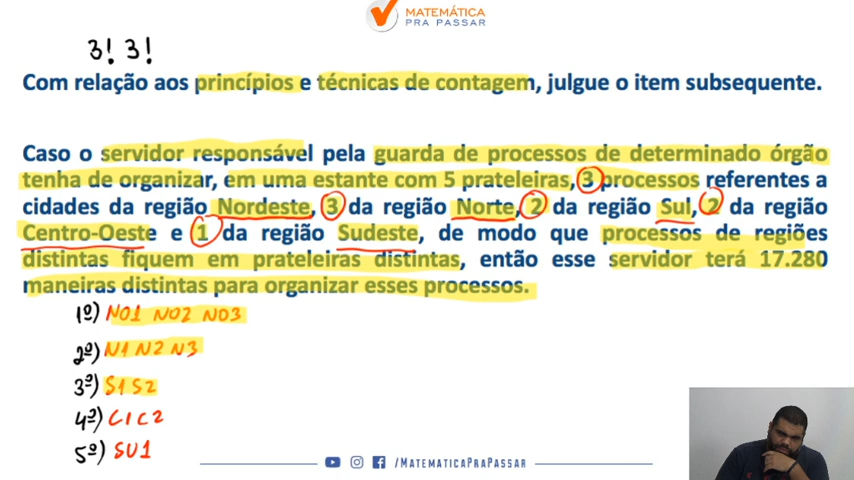 MATEMÁTICA
PRA PASSAR
3! 3!
Com relação aos princípios e técnicas de contagem, julgue o item subsequente.
Caso o servidor responsável pela guarda de processos de determinado órgão
tenha de organizar, em uma estante com 5 prateleiras, 3 processos referentes a
cidades da região Nordeste, 3 da região Norte, 2 da região Sul, 2 da região
Centro-Oeste e 1 da região Sudeste, de modo que processos de regiões
distintas fiquem em prateleiras distintas, então esse servidor terá 17.280
maneiras distintas para organizar esses processos.
1º) NO1 NO2 NO3
2º) N1 N2 N3
3º) S1 S2
4º) C1 C2
5º) SU1
/MATEMATICAPRAPASSAR